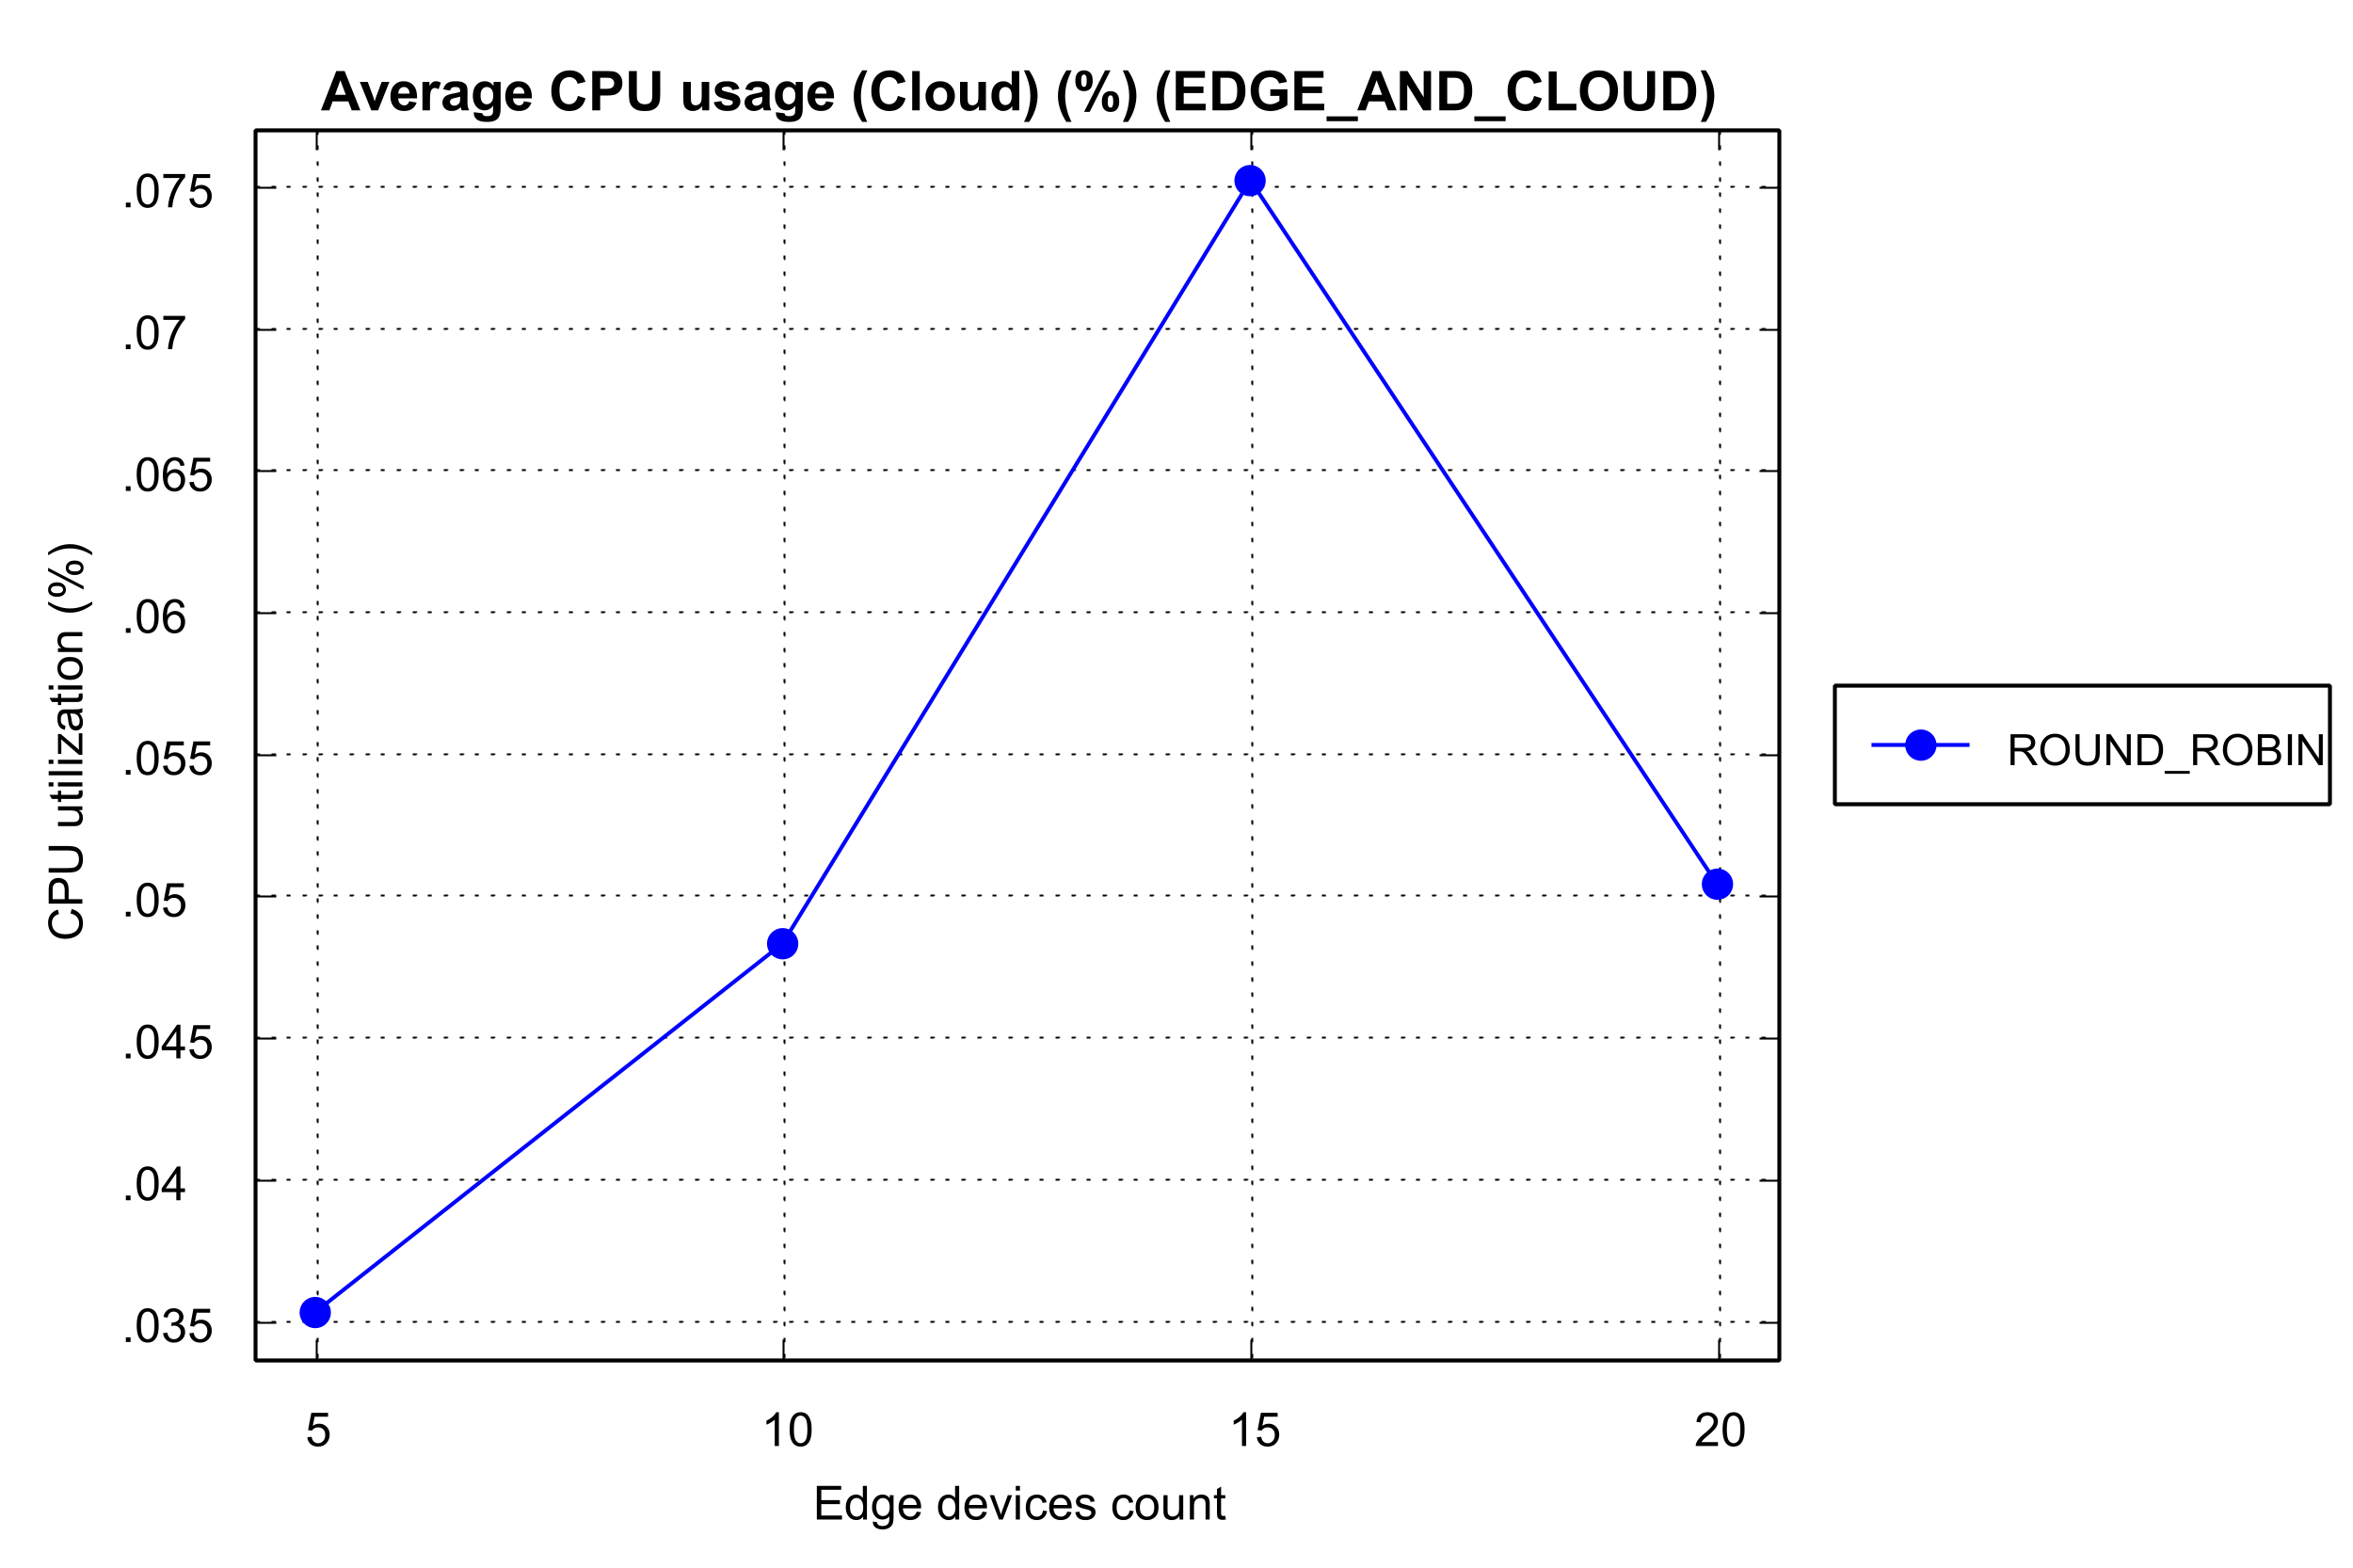 Average CPU usage (Cloud) (%) (EDGE_AND_CLOUD)
.075
.07
.065
.06
.055
.05
.045
.04
.035
CPU utilization (%)
ROUND_ROBIN
5 10 15 20
Edge devices count